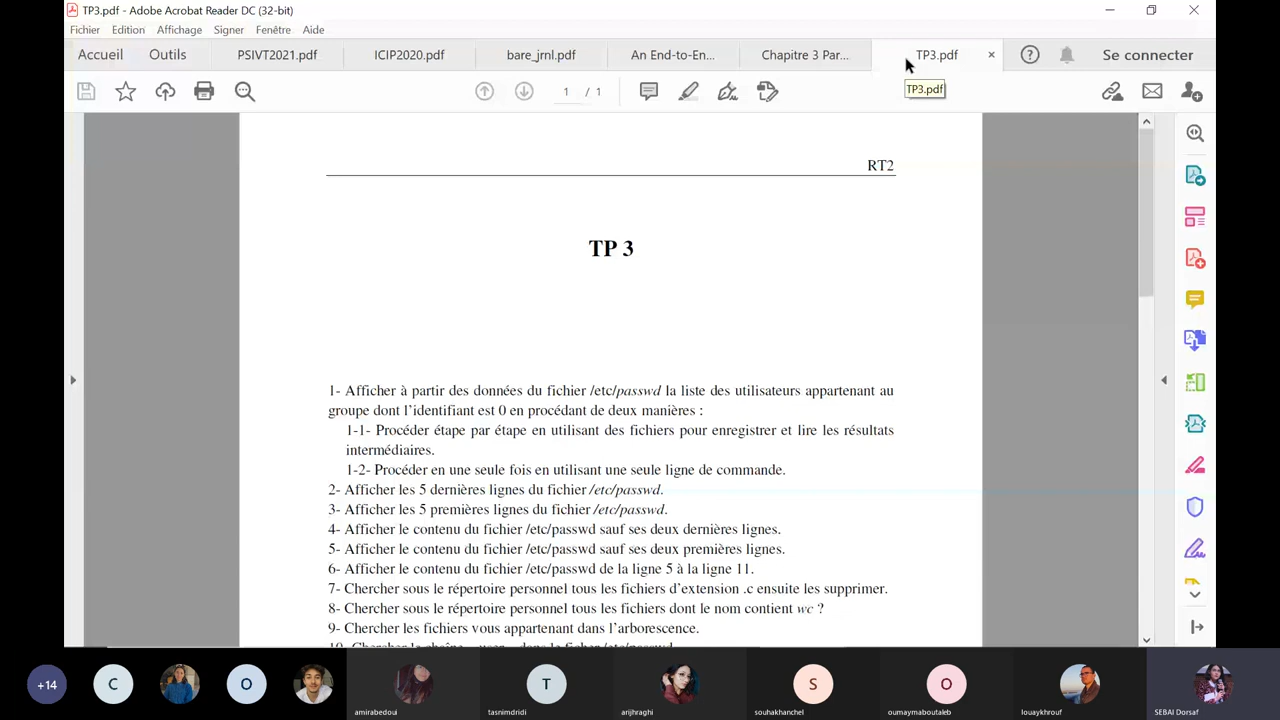 TP3.pdf - Adobe Acrobat Reader DC (32-bit)
Fichier Edition Affichage Signer Fenêtre Aide
Accueil Outils PSIVT2021.pdf ICIP2020.pdf bare_jrnl.pdf An End-to-En... Chapitre 3 Par... TP3.pdf × ? Se connecter
1 / 1
TP3.pdf
RT2
TP 3
1- Afficher à partir des données du fichier /etc/passwd la liste des utilisateurs appartenant au
groupe dont l'identifiant est 0 en procédant de deux manières :
1-1- Procéder étape par étape en utilisant des fichiers pour enregistrer et lire les résultats
intermédiaires.
1-2- Procéder en une seule fois en utilisant une seule ligne de commande.
2- Afficher les 5 dernières lignes du fichier /etc/passwd.
3- Afficher les 5 premières lignes du fichier /etc/passwd.
4- Afficher le contenu du fichier /etc/passwd sauf ses deux dernières lignes.
5- Afficher le contenu du fichier /etc/passwd sauf ses deux premières lignes.
6- Afficher le contenu du fichier /etc/passwd de la ligne 5 à la ligne 11.
7- Chercher sous le répertoire personnel tous les fichiers d'extension .c ensuite les supprimer.
8- Chercher sous le répertoire personnel tous les fichiers dont le nom contient wc ?
9- Chercher les fichiers vous appartenant dans l'arborescence.
+14 C O T S O
amirabedoui tasnimdridi arijhraghi souhakhanchel oumaymaboutaleb louaykhrouf SEBAI Dorsaf